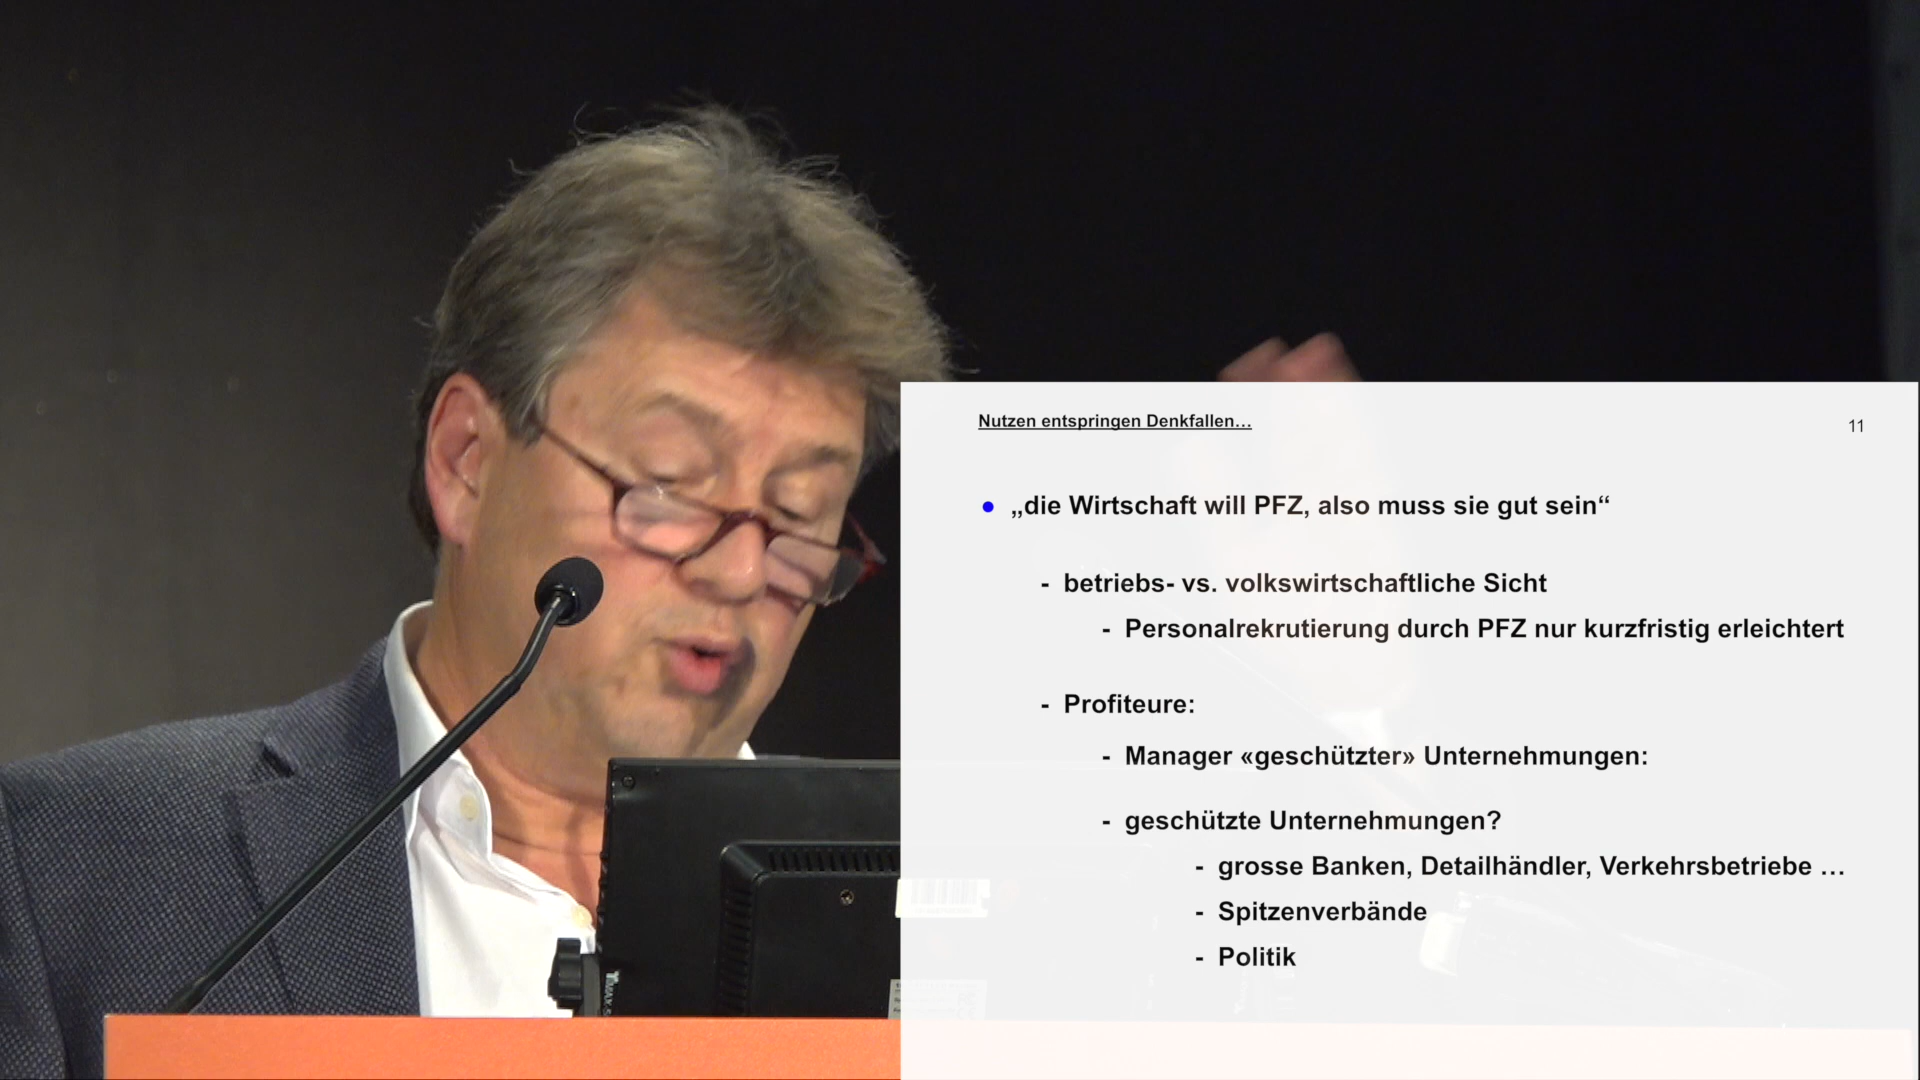 Nutzen entspringen Denkfallen…
11
● „die Wirtschaft will PFZ, also muss sie gut sein“
- betriebs- vs. volkswirtschaftliche Sicht
- Personalrekrutierung durch PFZ nur kurzfristig erleichtert
- Profiteure:
- Manager «geschützter» Unternehmungen:
- geschützte Unternehmungen?
- grosse Banken, Detailhändler, Verkehrsbetriebe …
- Spitzenverbände
- Politik